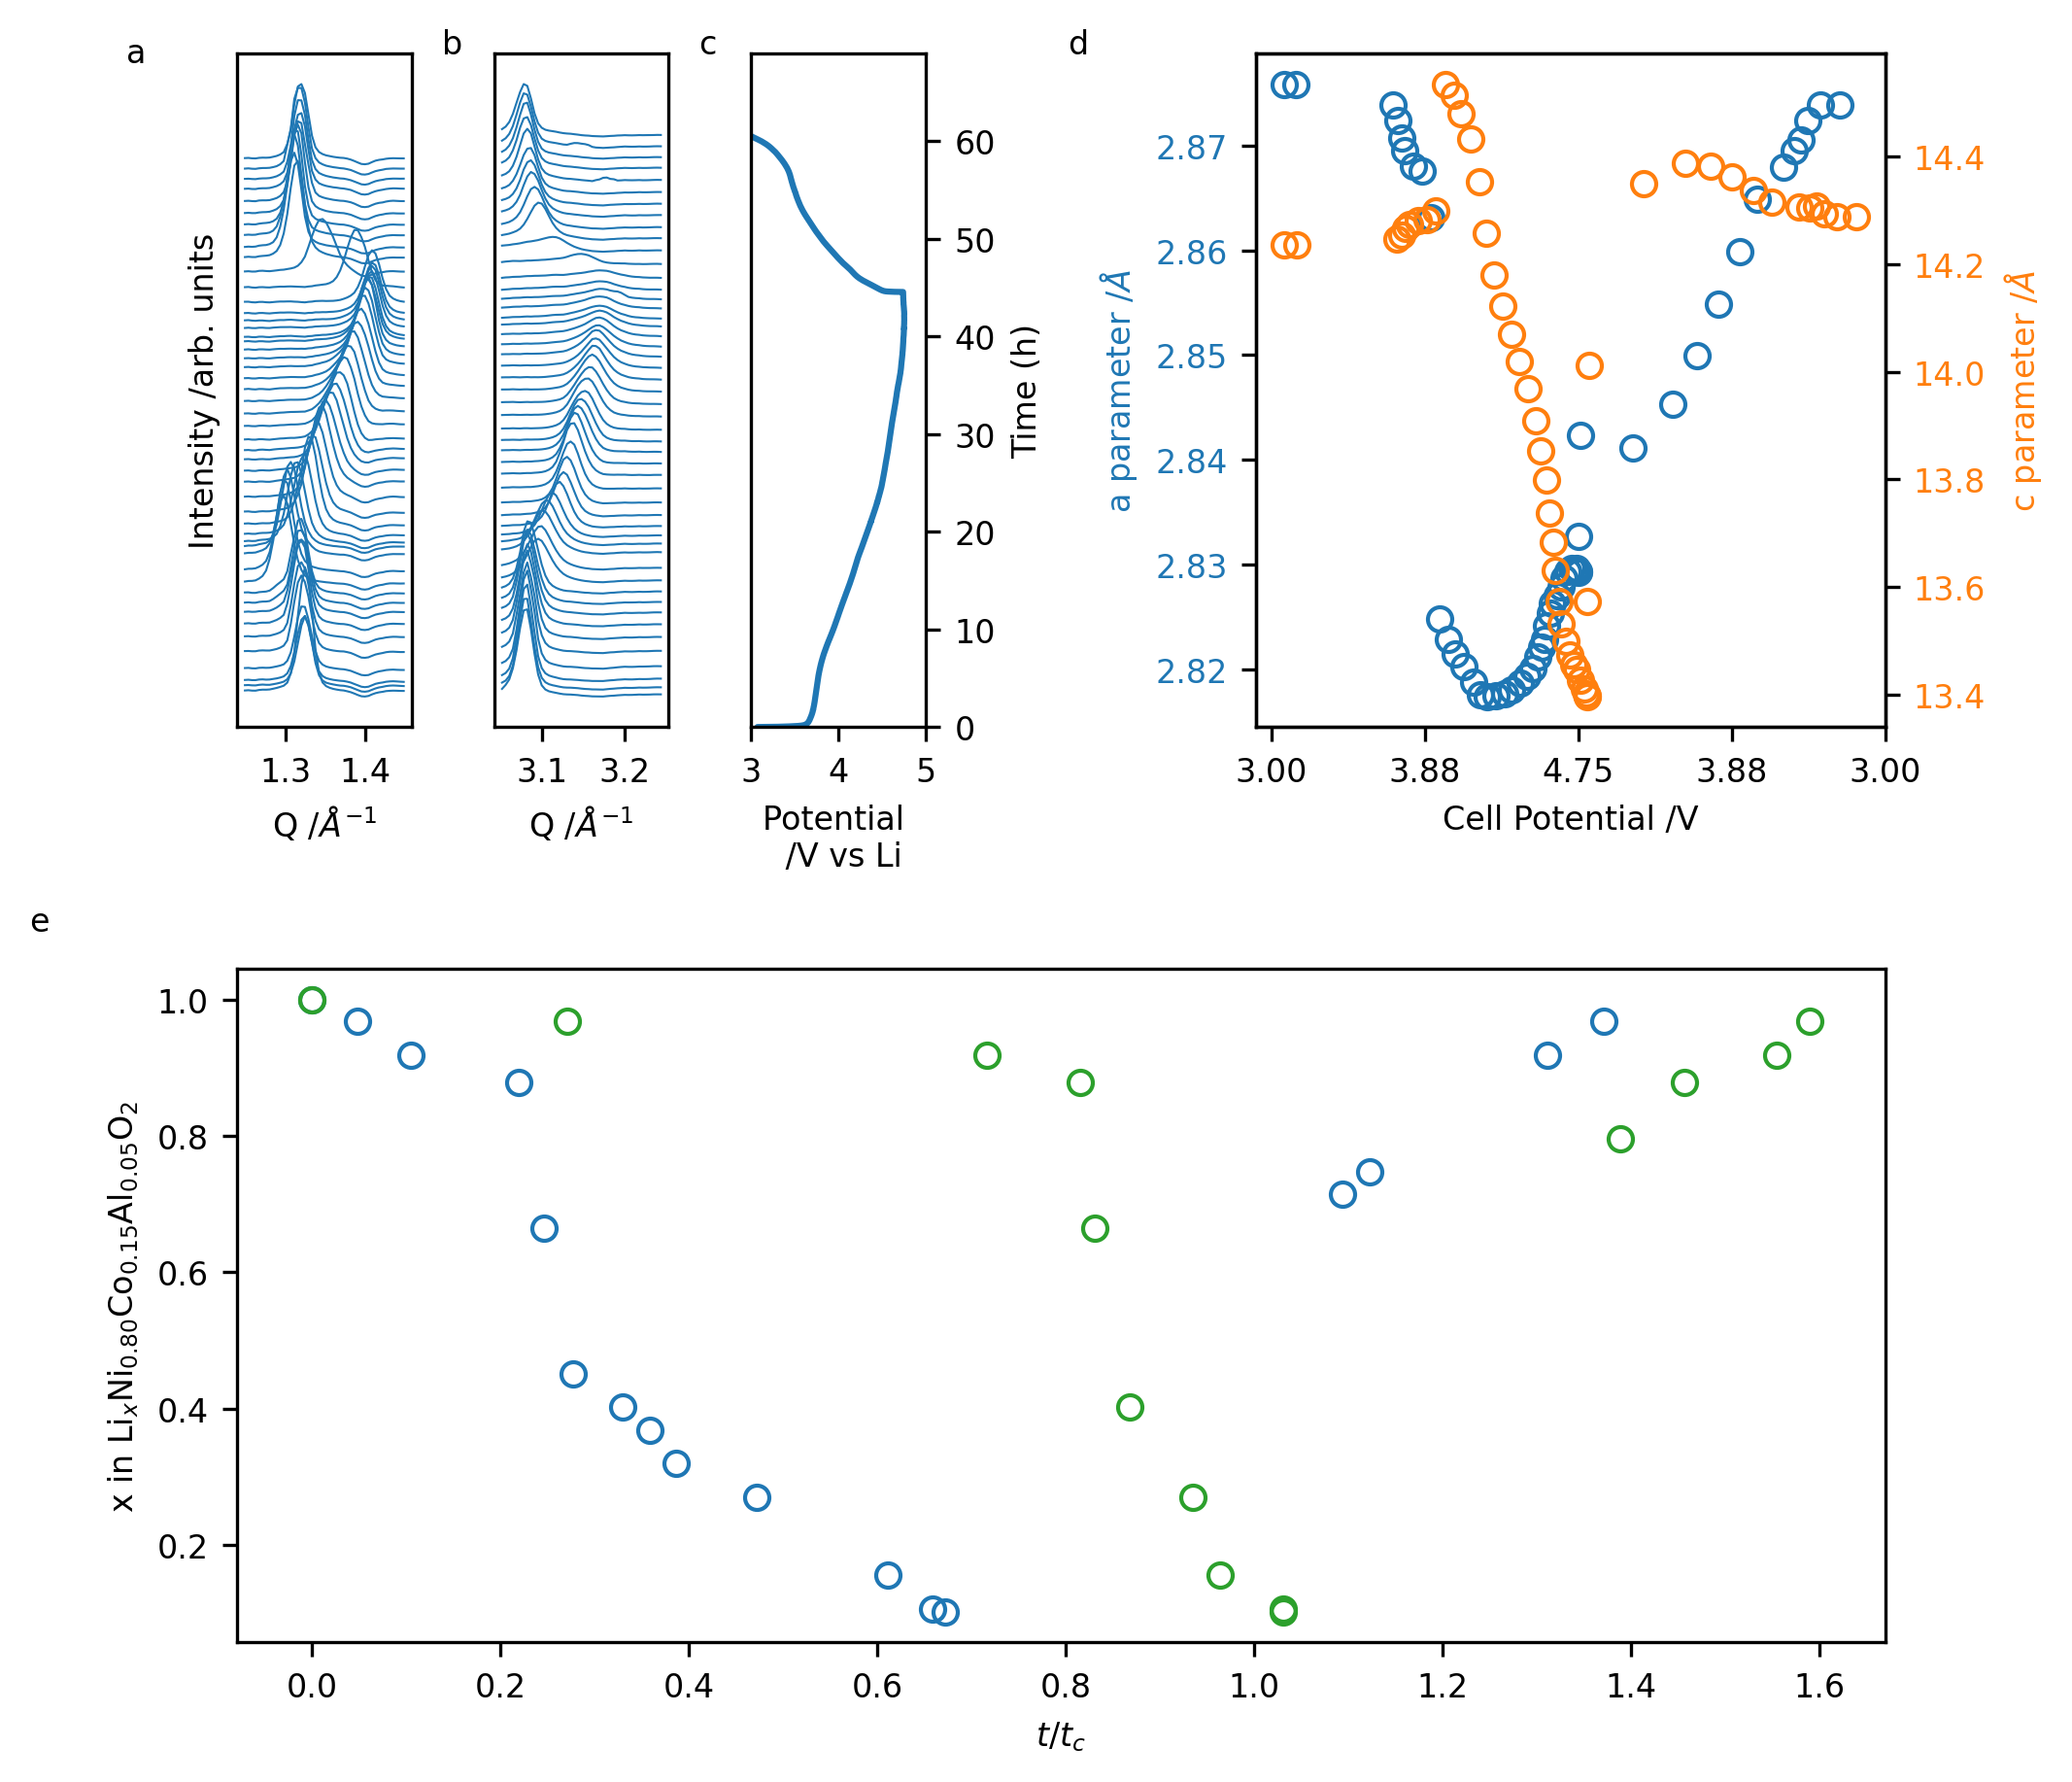 a
b
c
d
Intensity /arb. units
1.3 1.4
Q /Å⁻¹
3.1 3.2
Q /Å⁻¹
60
50
40
30
20
10
0
Time (h)
3 4 5
Potential
/V vs Li
2.87
2.86
2.85
2.84
2.83
2.82
a parameter /Å
14.4
14.2
14.0
13.8
13.6
13.4
c parameter /Å
3.00 3.88 4.75 3.88 3.00
Cell Potential /V
e
1.0
0.8
0.6
0.4
0.2
x in LiₓNi₀.₈₀Co₀.₁₅Al₀.₀₅O₂
0.0 0.2 0.4 0.6 0.8 1.0 1.2 1.4 1.6
t/t_c